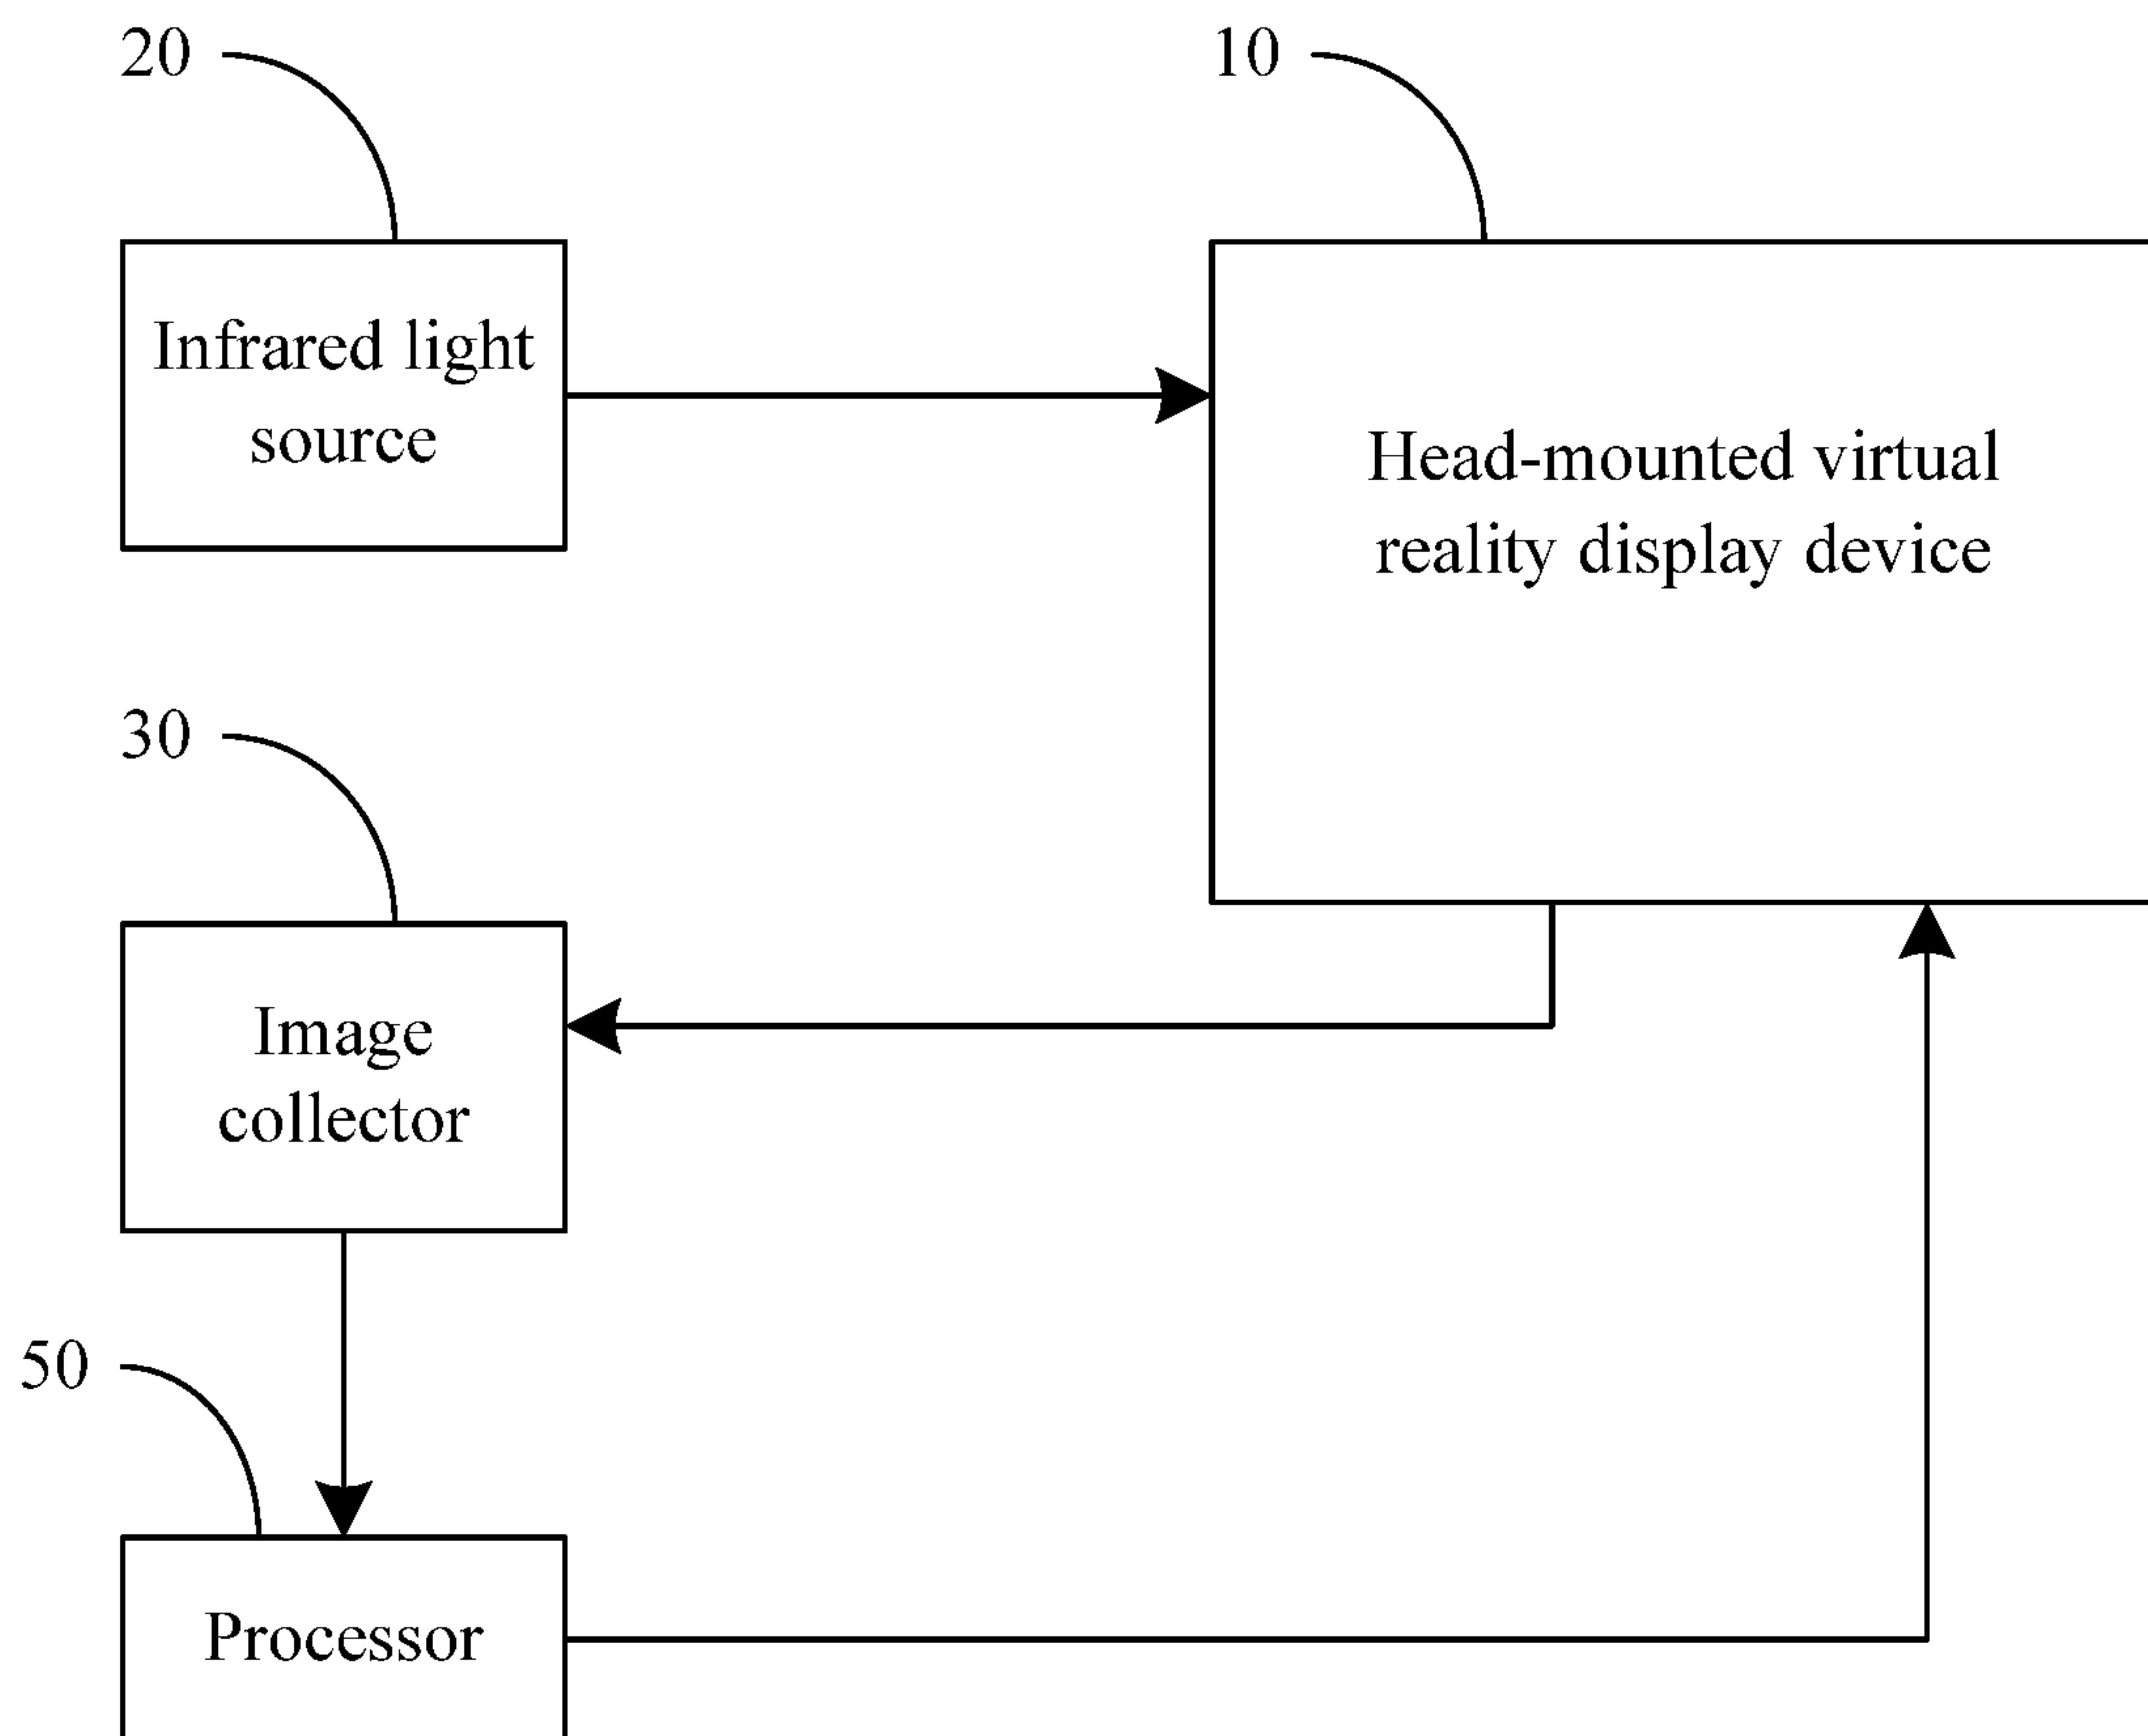 20
10
Infrared light
source
Head-mounted virtual
reality display device
30
Image
collector
50
Processor